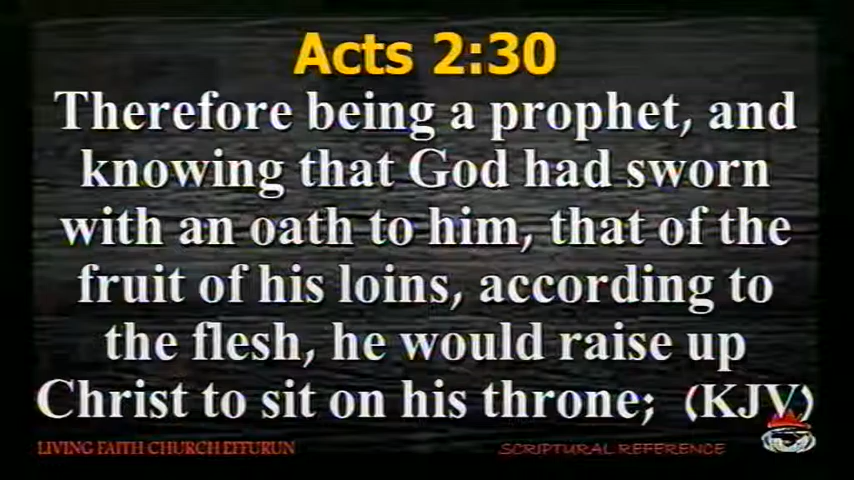 Acts 2:30
Therefore being a prophet, and
knowing that God had sworn
with an oath to him, that of the
fruit of his loins, according to
the flesh, he would raise up
Christ to sit on his throne; (KJV)
LIVING FAITH CHURCH EFFURUN
SCRIPTURAL REFERENCE